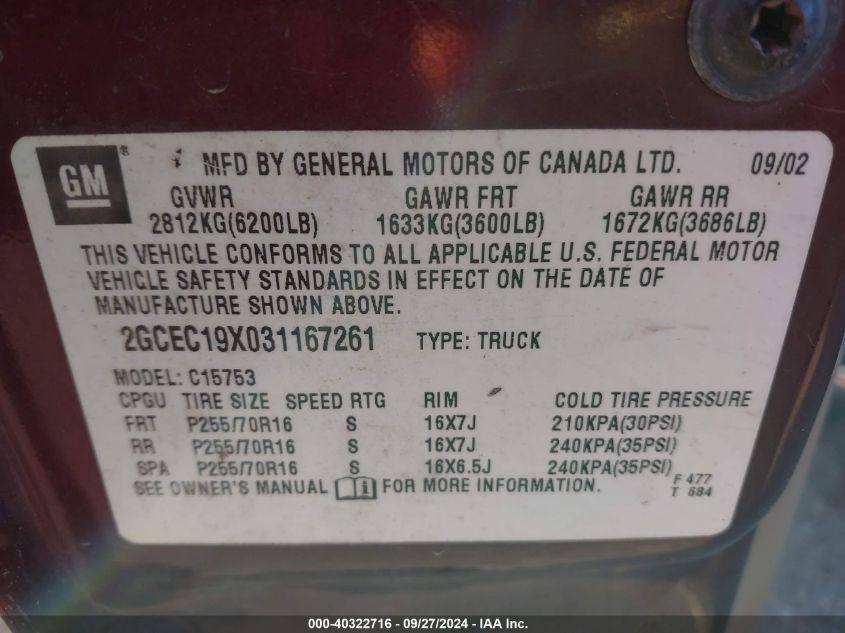 GM ® MFD BY GENERAL MOTORS OF CANADA LTD. 09/02
GVWR GAWR FRT GAWR RR
2812KG(6200LB) 1633KG(3600LB) 1672KG(3686LB)
THIS VEHICLE CONFORMS TO ALL APPLICABLE U.S. FEDERAL MOTOR
VEHICLE SAFETY STANDARDS IN EFFECT ON THE DATE OF
MANUFACTURE SHOWN ABOVE.
2GCEC19X031167261 TYPE: TRUCK
MODEL: C15753
CPGU TIRE SIZE SPEED RTG RIM COLD TIRE PRESSURE
FRT P255/70R16 S 16X7J 210KPA(30PSI)
RR P255/70R16 S 16X7J 240KPA(35PSI)
SPA P255/70R16 S 16X6.5J 240KPA(35PSI)
SEE OWNER'S MANUAL i FOR MORE INFORMATION. F 477
T 684
000-40322716 - 09/27/2024 - IAA Inc.